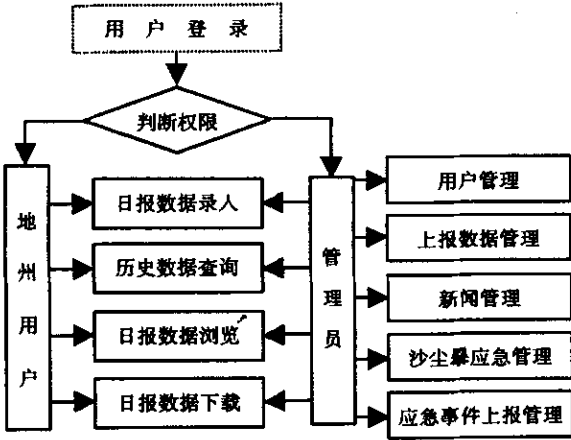 用户登录
判断权限
地州用户
日报数据录人
历史数据查询
日报数据浏览
日报数据下载
管理员
用户管理
上报数据管理
新闻管理
沙尘暴应急管理
应急事件上报管理